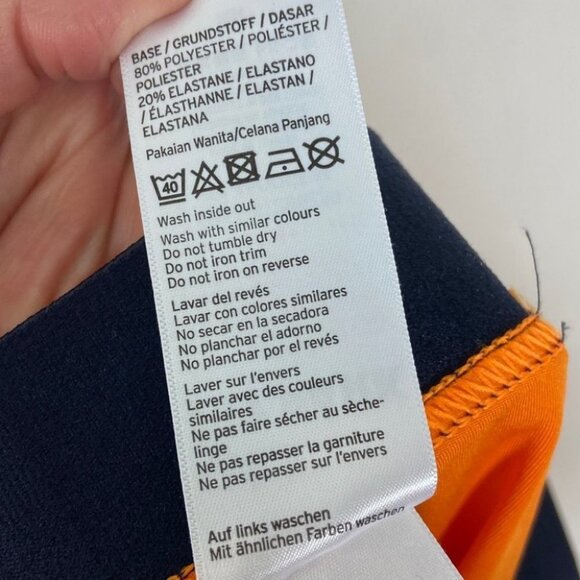 BASE / GRUNDSTOFF / DASAR
80% POLYESTER / POLIÉSTER /
POLIESTER
20% ELASTANE / ELASTANO
/ ÉLASTHANNE / ELASTAN /
ELASTANA
Pakaian Wanita/Celana Panjang
40
Wash inside out
Wash with similar colours
Do not tumble dry
Do not iron trim
Do not iron on reverse
Lavar del revés
Lavar con colores similares
No secar en la secadora
No planchar el adorno
No planchar por el revés
Laver sur l'envers
Laver avec des couleurs
similaires
Ne pas faire sécher au sèche-
linge
Ne pas repasser la garniture
Ne pas repasser sur l'envers
Auf links waschen
Mit ähnlichen Farben waschen